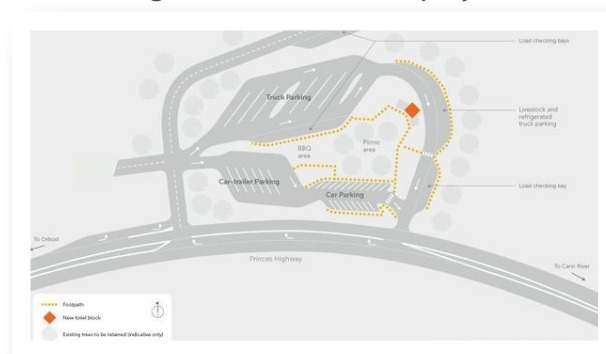 Load checking bays
Truck Parking
Livestock and
refrigerated
truck parking
BBQ
area
Picnic
area
Car-trailer Parking
Load checking bay
Car Parking
To Orbost
Princes Highway
To Cann River
Footpath
New toilet block
Existing trees to be retained (indicative only)